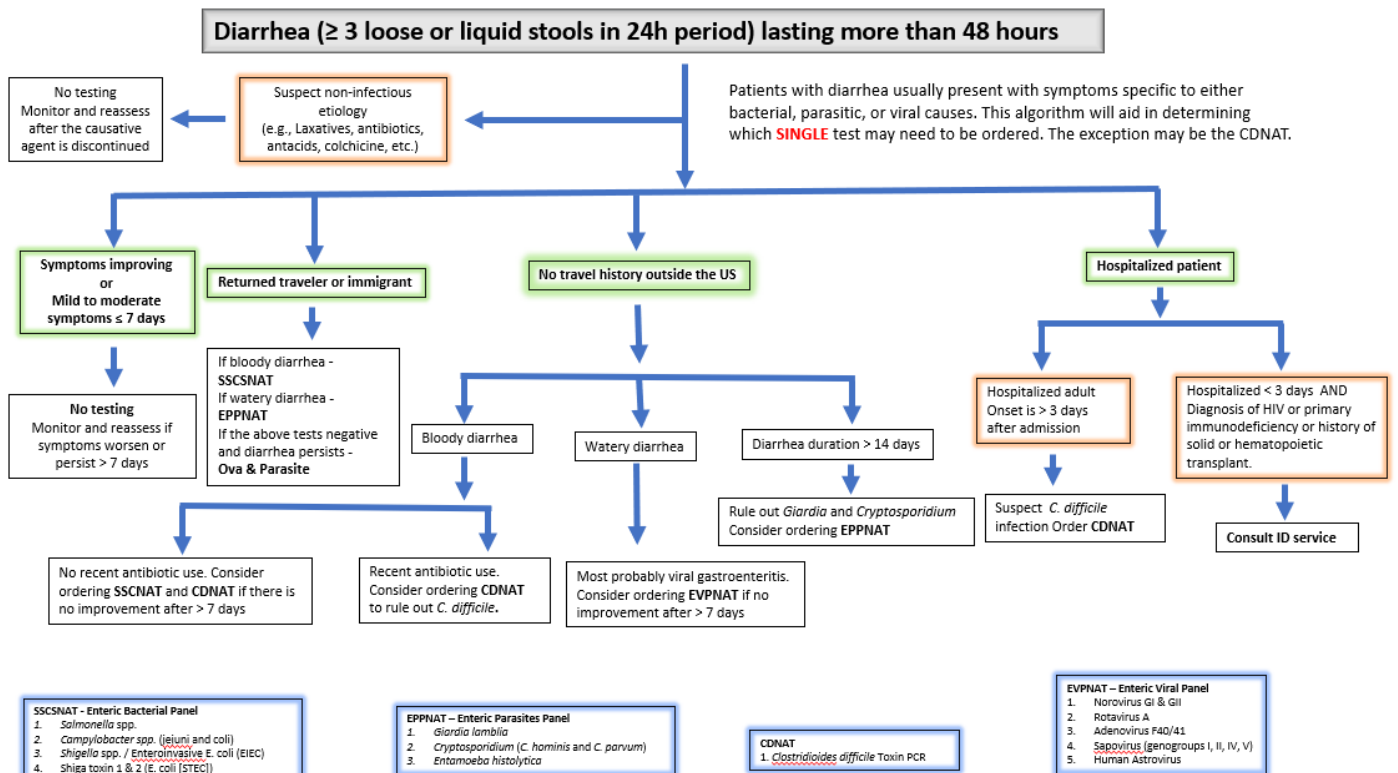 Diarrhea (≥ 3 loose or liquid stools in 24h period) lasting more than 48 hours
No testing
Monitor and reassess
after the causative
agent is discontinued
Suspect non-infectious
etiology
(e.g., Laxatives, antibiotics,
antacids, colchicine, etc.)
Patients with diarrhea usually present with symptoms specific to either
bacterial, parasitic, or viral causes. This algorithm will aid in determining
which SINGLE test may need to be ordered. The exception may be the CDNAT.
Symptoms improving
or
Mild to moderate
symptoms ≤ 7 days
Returned traveler or immigrant
No travel history outside the US
Hospitalized patient
No testing
Monitor and reassess if
symptoms worsen or
persist > 7 days
If bloody diarrhea -
SSCSNAT
If watery diarrhea -
EPPNAT
If the above tests negative
and diarrhea persists -
Ova & Parasite
Bloody diarrhea
Watery diarrhea
Diarrhea duration > 14 days
Hospitalized adult
Onset is > 3 days
after admission
Hospitalized < 3 days AND
Diagnosis of HIV or primary
immunodeficiency or history of
solid or hematopoietic
transplant.
Rule out Giardia and Cryptosporidium
Consider ordering EPPNAT
Suspect C. difficile
infection Order CDNAT
Consult ID service
No recent antibiotic use. Consider
ordering SSCNAT and CDNAT if there is
no improvement after > 7 days
Recent antibiotic use.
Consider ordering CDNAT
to rule out C. difficile.
Most probably viral gastroenteritis.
Consider ordering EVPNAT if no
improvement after > 7 days
SSCSNAT - Enteric Bacterial Panel
1. Salmonella spp.
2. Campylobacter spp. (jejuni and coli)
3. Shigella spp. / Enteroinvasive E. coli (EIEC)
4. Shiga toxin 1 & 2 (E. coli [STEC])
EPPNAT – Enteric Parasites Panel
1. Giardia lamblia
2. Cryptosporidium (C. hominis and C. parvum)
3. Entamoeba histolytica
CDNAT
1. Clostridioides difficile Toxin PCR
EVPNAT – Enteric Viral Panel
1. Norovirus GI & GII
2. Rotavirus A
3. Adenovirus F40/41
4. Sapovirus (genogroups I, II, IV, V)
5. Human Astrovirus